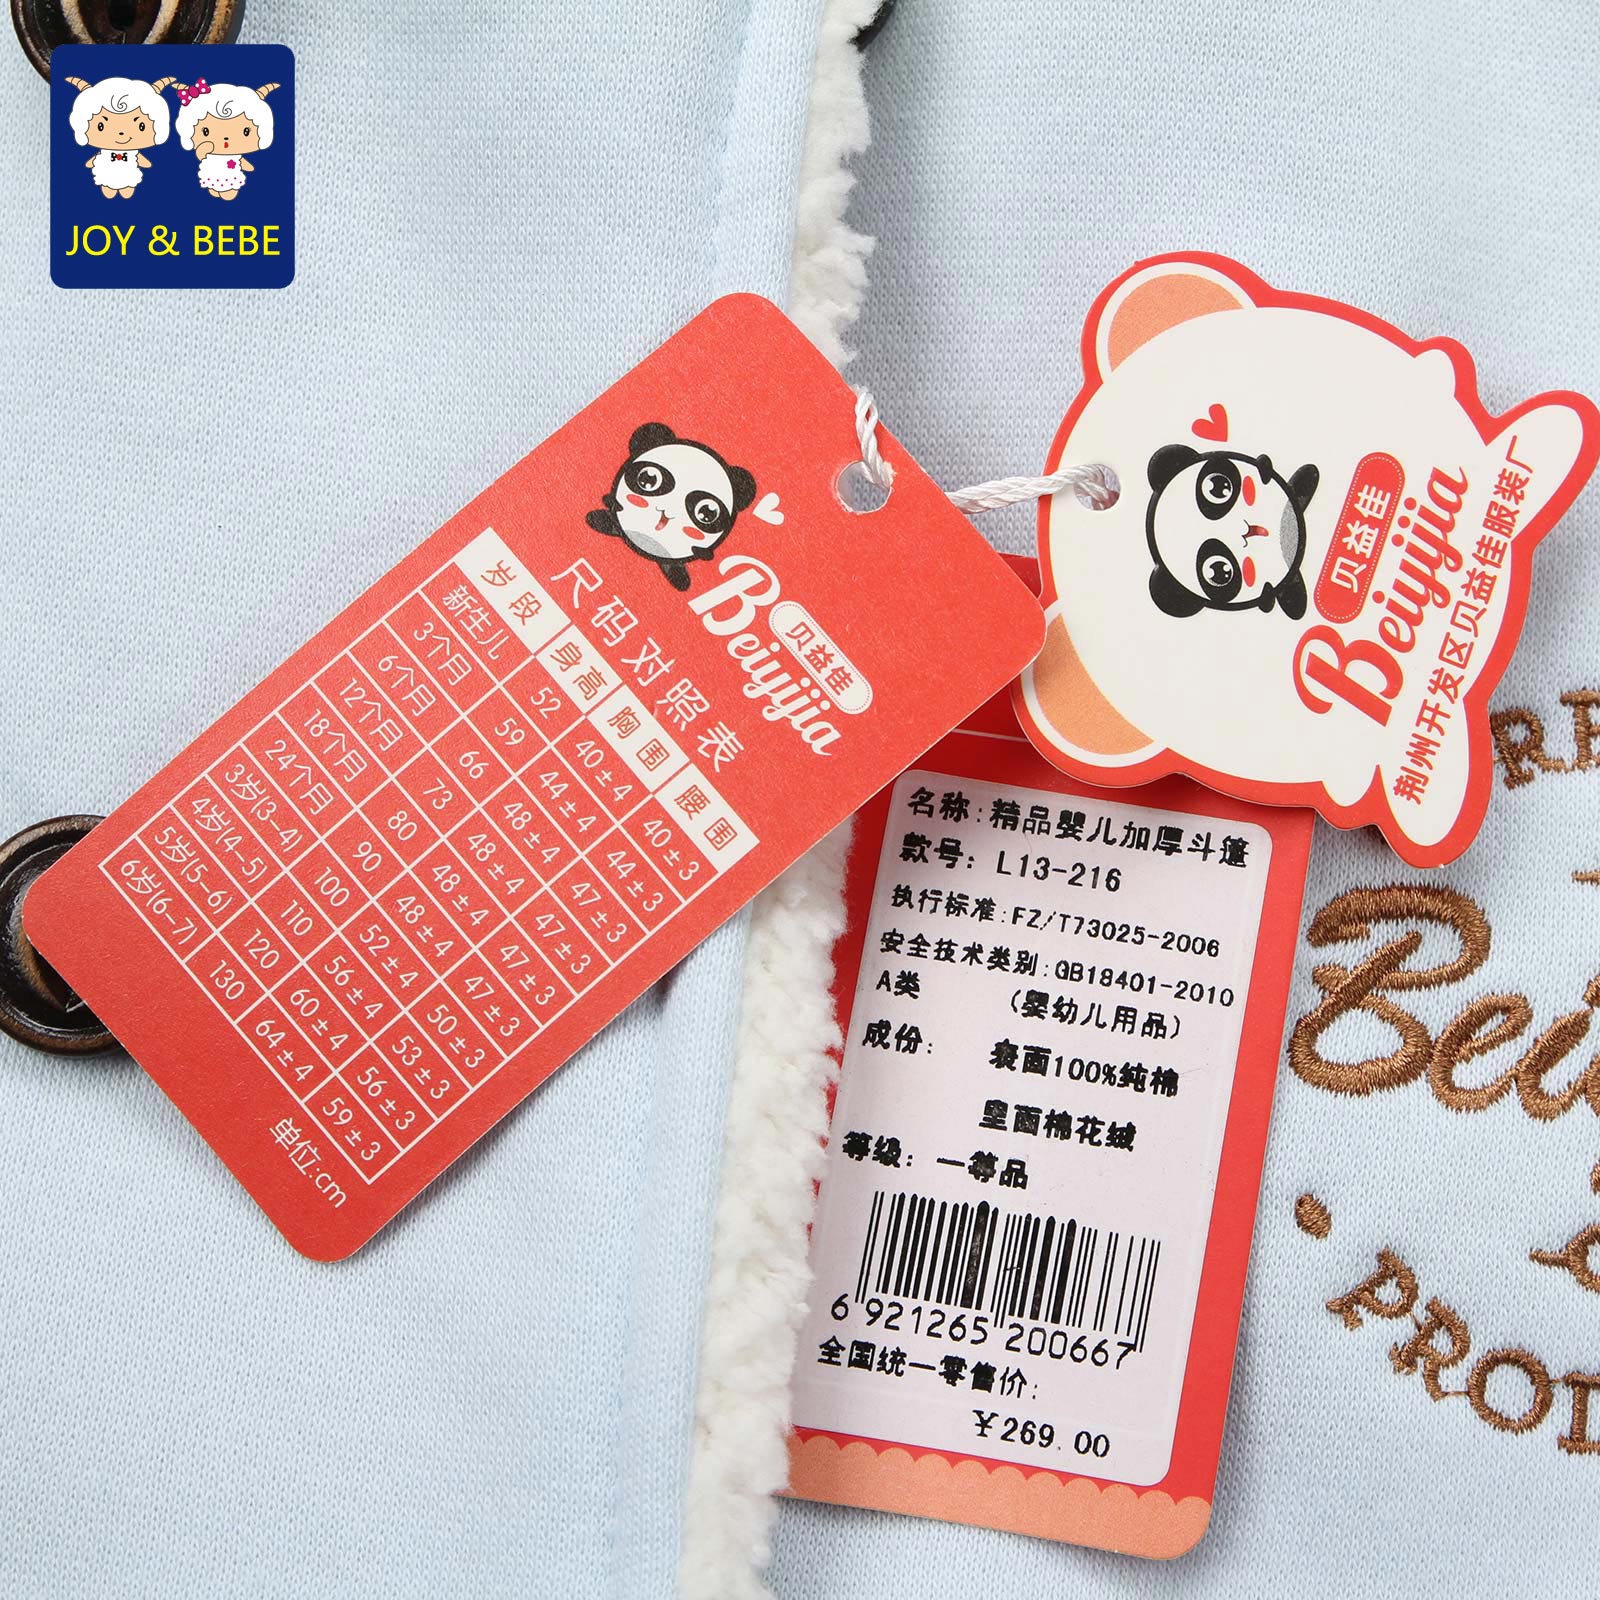 JOY & BEBE
贝益佳
Beiyijia
尺码对照表
岁段 身高 胸围 腰围
新生儿 52 40±4 40±3
3个月 59 44±4 44±3
6个月 66 48±4 47±3
12个月 73 48±4 47±3
18个月 80 48±4 47±3
24个月 90 48±4 47±3
3岁(3-4) 100 52±4 50±3
4岁(4-5) 110 56±4 53±3
5岁(5-6) 120 60±4 56±3
6岁(6-7) 130 64±4 59±3
单位:cm
贝益佳
Beiyijia
荆州开发区贝益佳服装厂
名称:精品婴儿加厚斗篷
款号: L13-216
执行标准:FZ/T73025-2006
安全技术类别:GB18401-2010
A类 (婴幼儿用品)
成份: 表面100%纯棉
里面棉花绒
等级: 一等品
6 921265 200667
全国统一零售价:
¥269.00